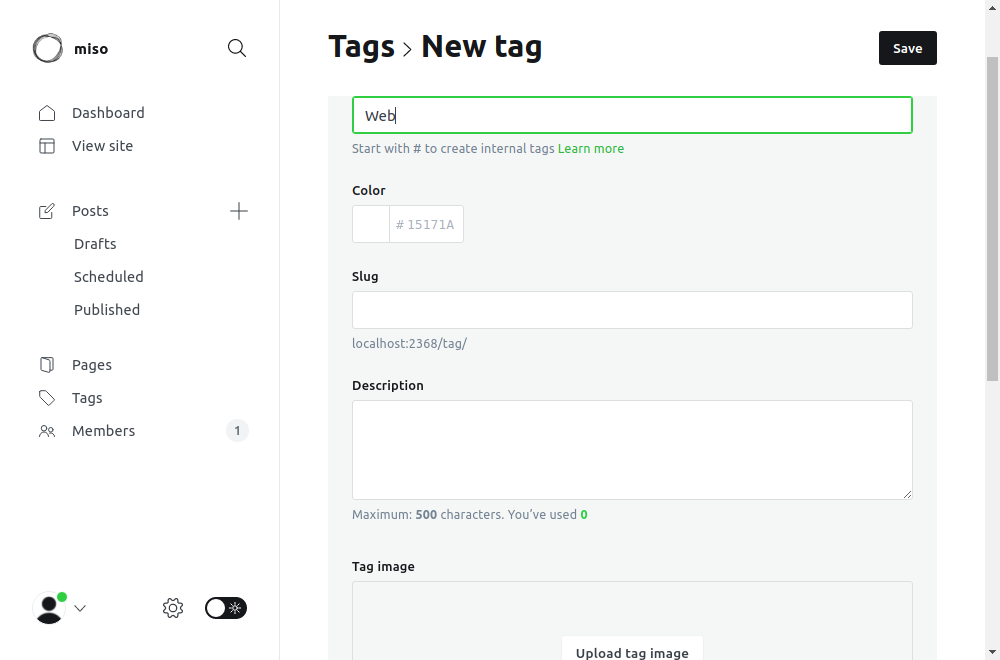 miso
Dashboard
View site
Posts
Drafts
Scheduled
Published
Pages
Tags
Members 1
Tags New tag
Save
Web
Start with # to create internal tags Learn more
Color
# 15171A
Slug
localhost:2368/tag/
Description
Maximum: 500 characters. You’ve used 0
Tag image
Upload tag image